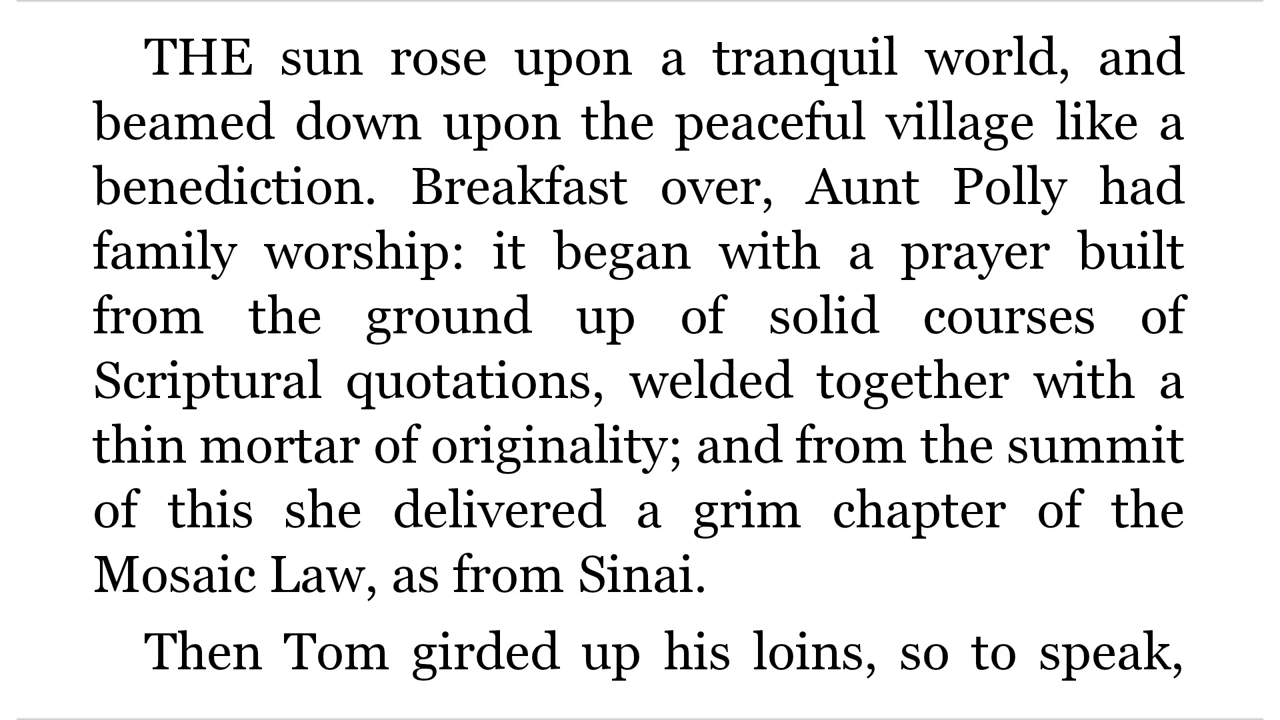 THE sun rose upon a tranquil world, and
beamed down upon the peaceful village like a
benediction. Breakfast over, Aunt Polly had
family worship: it began with a prayer built
from the ground up of solid courses of
Scriptural quotations, welded together with a
thin mortar of originality; and from the summit
of this she delivered a grim chapter of the
Mosaic Law, as from Sinai.
Then Tom girded up his loins, so to speak,